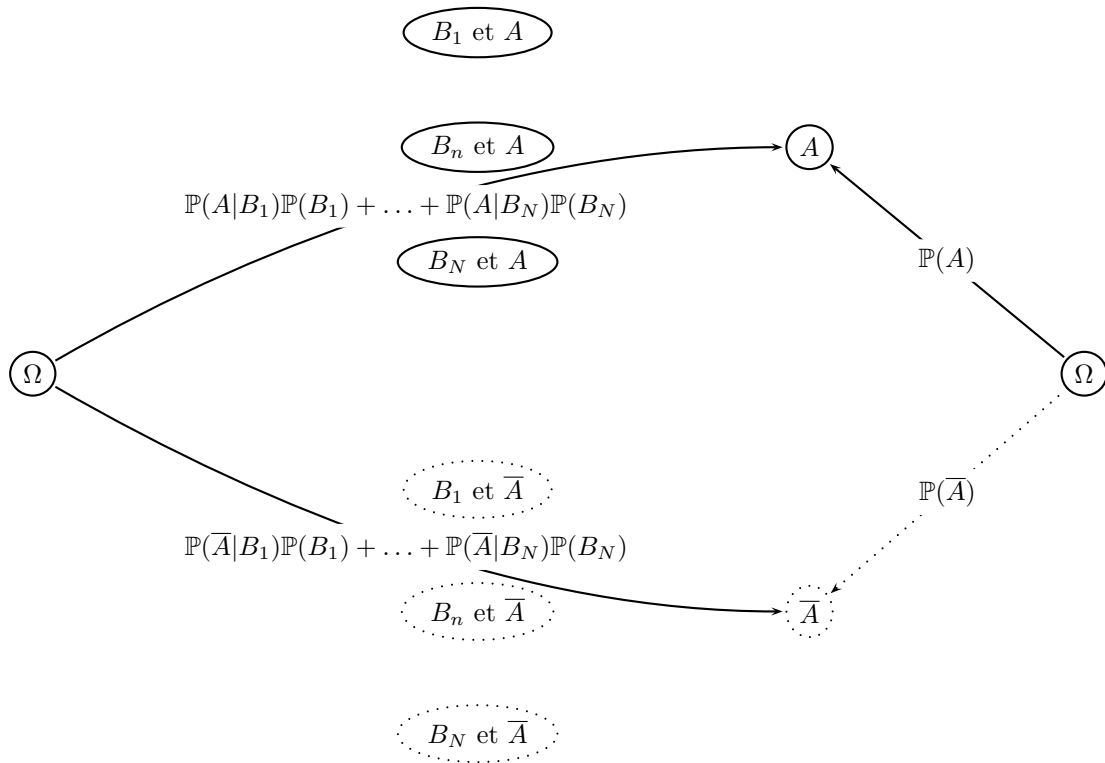 B₁ et A
Bₙ et A
A
ℙ(A|B₁)ℙ(B₁) + … + ℙ(A|B_N)ℙ(B_N)
B_N et A
ℙ(A)
Ω
Ω
B₁ et A̅
ℙ(A̅)
ℙ(A̅|B₁)ℙ(B₁) + … + ℙ(A̅|B_N)ℙ(B_N)
Bₙ et A̅
A̅
B_N et A̅